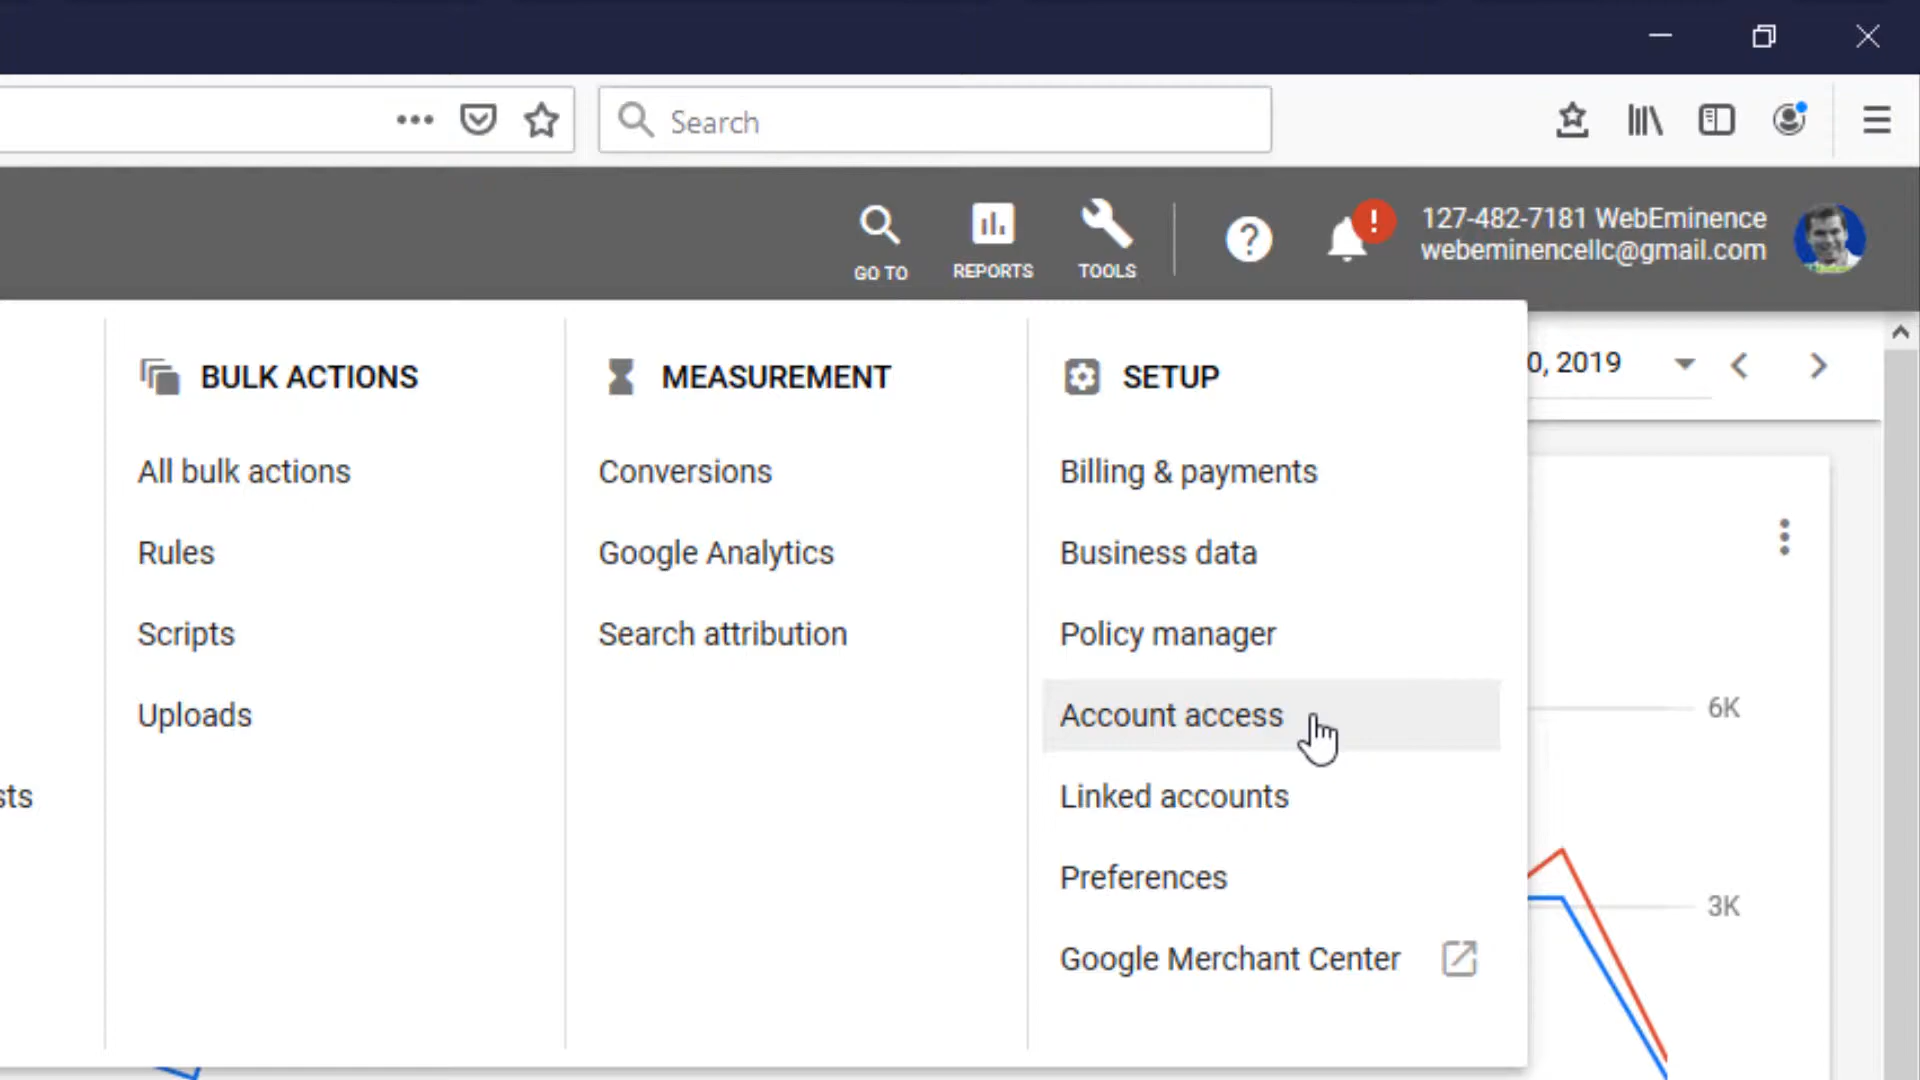 Search
GO TO
REPORTS
TOOLS
!
127-482-7181 WebEminence
webeminencellc@gmail.com
0, 2019
BULK ACTIONS
All bulk actions
Rules
Scripts
Uploads
sts
MEASUREMENT
Conversions
Google Analytics
Search attribution
SETUP
Billing & payments
Business data
Policy manager
Account access
Linked accounts
Preferences
Google Merchant Center
6K
3K